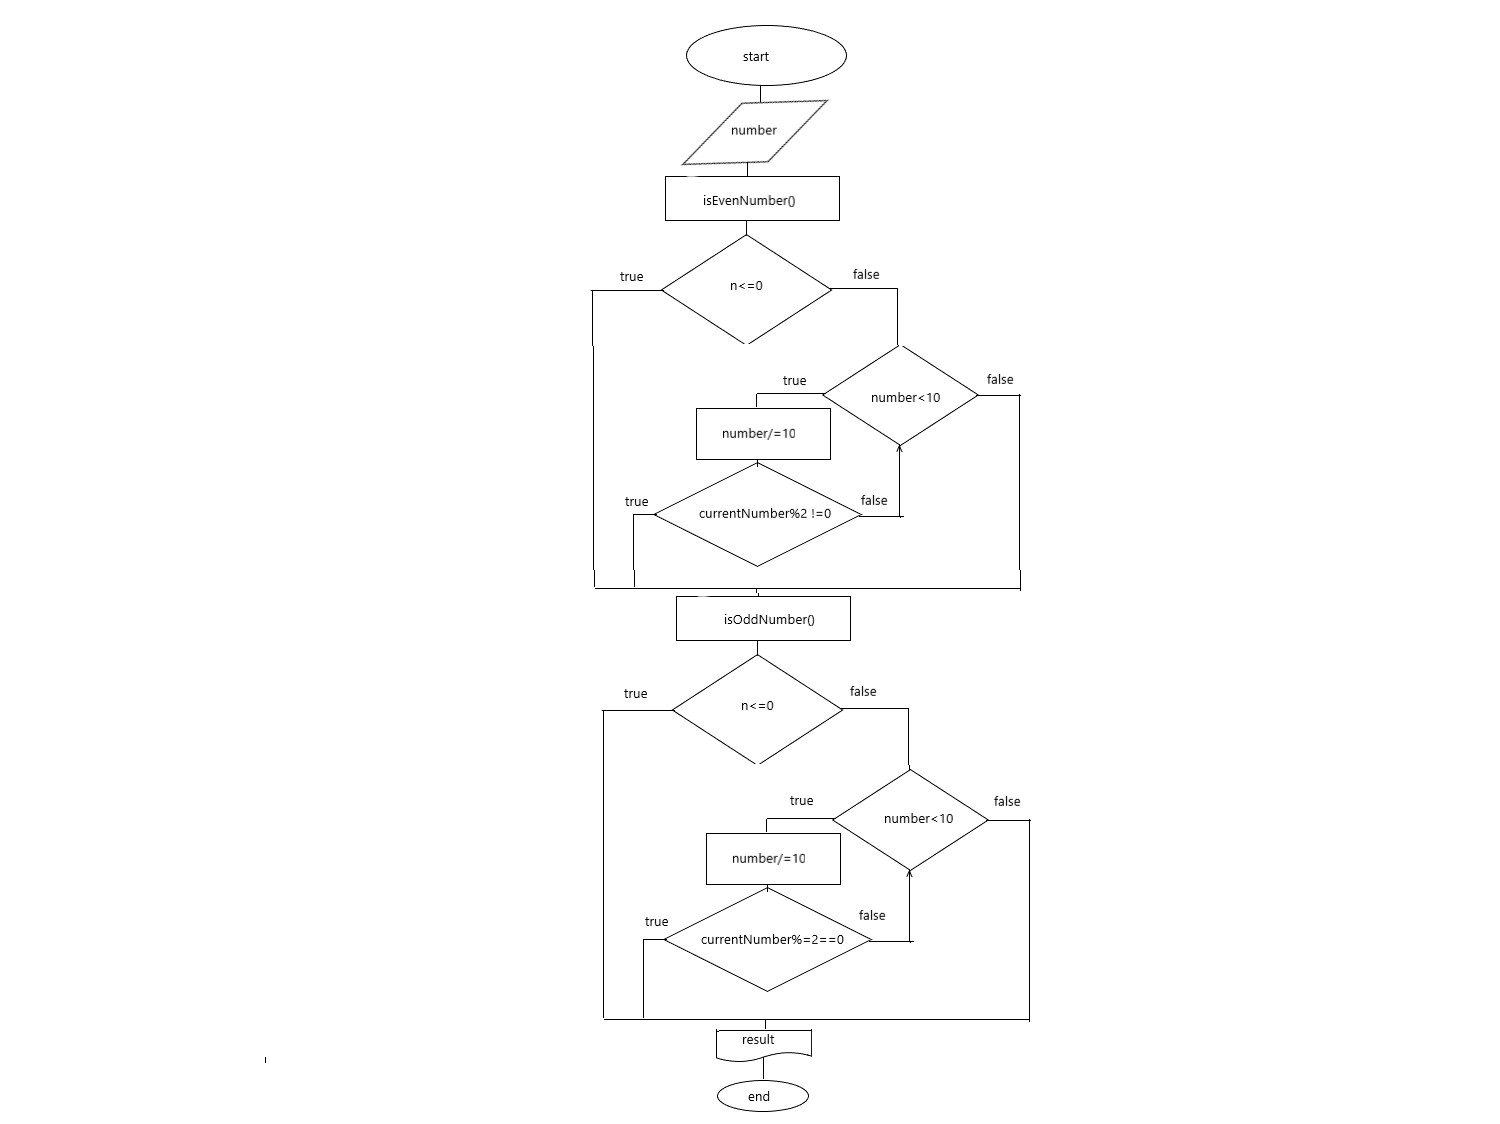 start
number
isEvenNumber()
true
false
n<=0
true
false
number<10
number/=10
true
false
currentNumber%2 !=0
isOddNumber()
true
false
n<=0
true
false
number<10
number/=10
true
false
currentNumber%=2==0
result
end